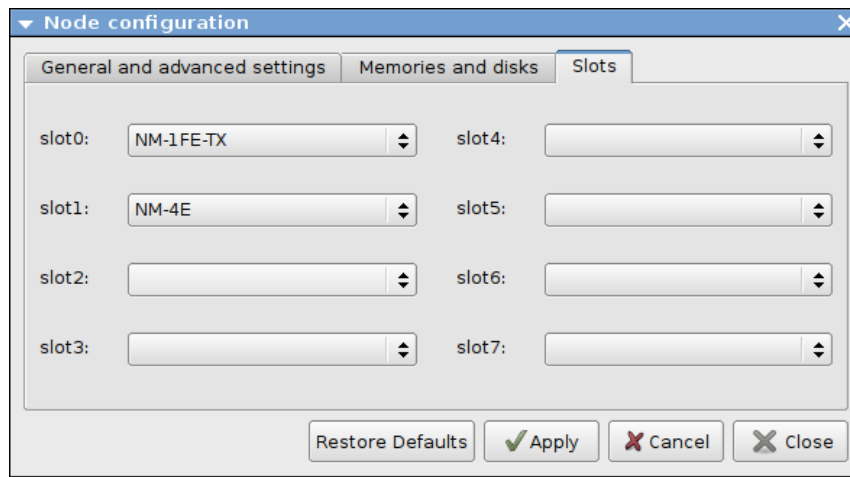 Node configuration
General and advanced settings Memories and disks Slots
slot0: NM-1FE-TX slot4:
slot1: NM-4E slot5:
slot2: slot6:
slot3: slot7:
Restore Defaults Apply Cancel Close